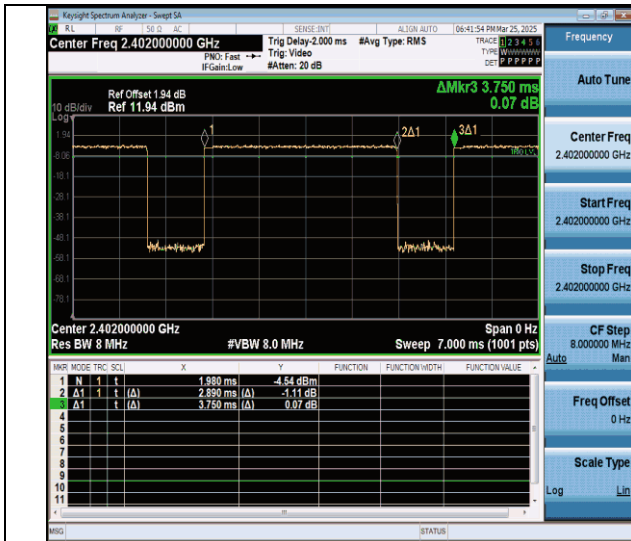 Keysight Spectrum Analyzer - Swept SA
RL RF 50 Ω AC SENSE:INT ALIGN AUTO 06:41:54 PM Mar 25, 2025
Center Freq 2.402000000 GHz
PNO: Fast
IFGain:Low
Trig Delay-2.000 ms
Trig: Video
#Atten: 20 dB
#Avg Type: RMS
TRACE 1 2 3 4 5 6
TYPE W
DET P P P P P P
Ref Offset 1.94 dB
10 dB/div Ref 11.94 dBm
Log
ΔMkr3 3.750 ms
0.07 dB
1
2Δ1
3Δ1
1.94
-8.06
-18.1
-28.1
-38.1
-48.1
-58.1
-68.1
-78.1
Center 2.402000000 GHz Span 0 Hz
Res BW 8 MHz #VBW 8.0 MHz Sweep 7.000 ms (1001 pts)
MKR MODE TRC SCL X Y FUNCTION FUNCTION WIDTH FUNCTION VALUE
1 N 1 t 1.980 ms -4.54 dBm
2 Δ1 1 t (Δ) 2.890 ms (Δ) -1.11 dB
3 Δ1 t (Δ) 3.750 ms (Δ) 0.07 dB
4
5
6
7
8
9
10
11
MSG STATUS
Frequency
Auto Tune
Center Freq
2.402000000 GHz
Start Freq
2.402000000 GHz
Stop Freq
2.402000000 GHz
CF Step
8.000000 MHz
Auto Man
Freq Offset
0 Hz
Scale Type
Log Lin